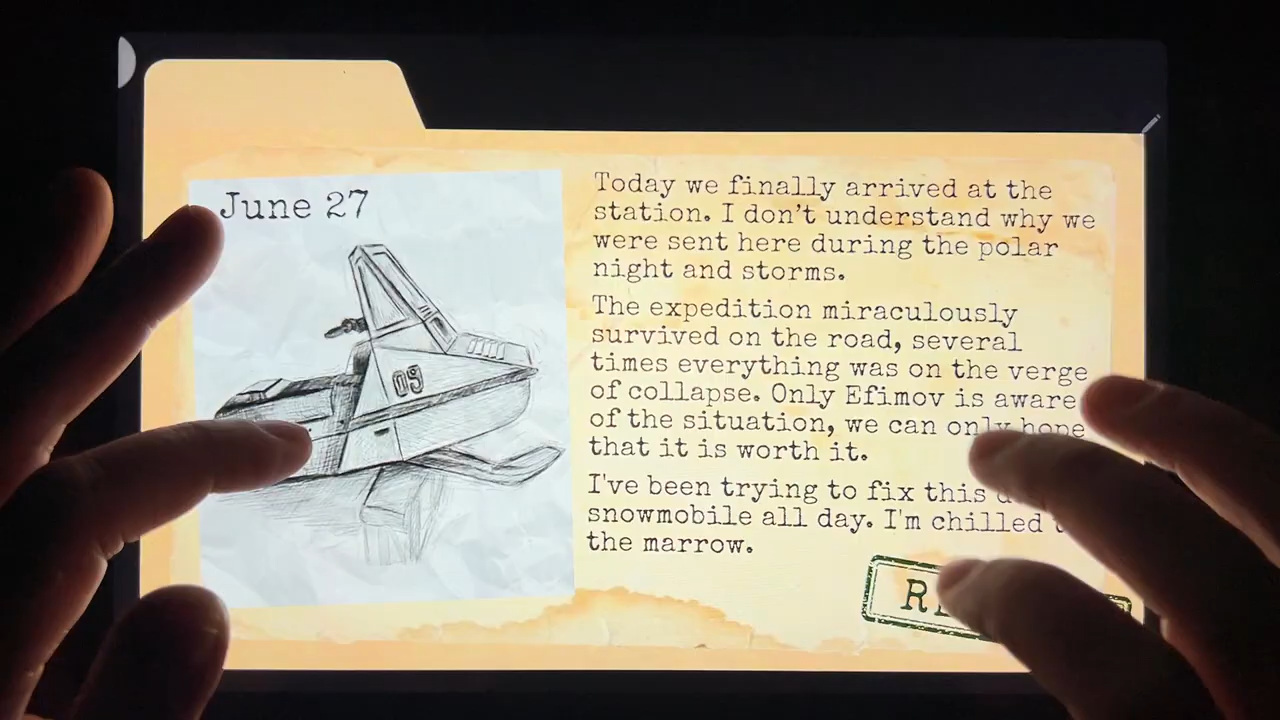 June 27
09
Today we finally arrived at the
station. I don't understand why we
were sent here during the polar
night and storms.
The expedition miraculously
survived on the road, several
times everything was on the verge
of collapse. Only Efimov is aware
of the situation, we can only hope
that it is worth it.
I've been trying to fix this
snowmobile all day. I'm chilled
the marrow.